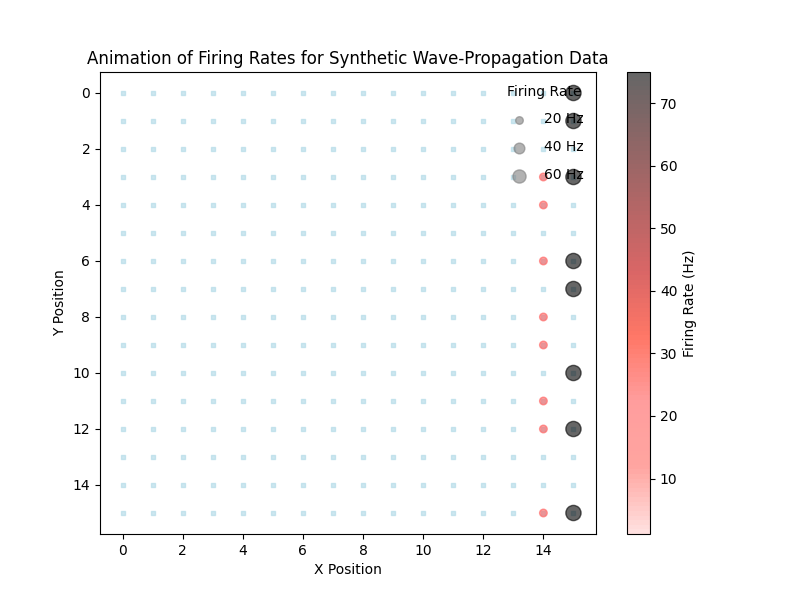 Animation of Firing Rates for Synthetic Wave-Propagation Data
Firing Rate
20 Hz
40 Hz
60 Hz
0
2
4
6
8
10
12
14
Y Position
0 2 4 6 8 10 12 14
X Position
70
60
50
40
30
20
10
Firing Rate (Hz)